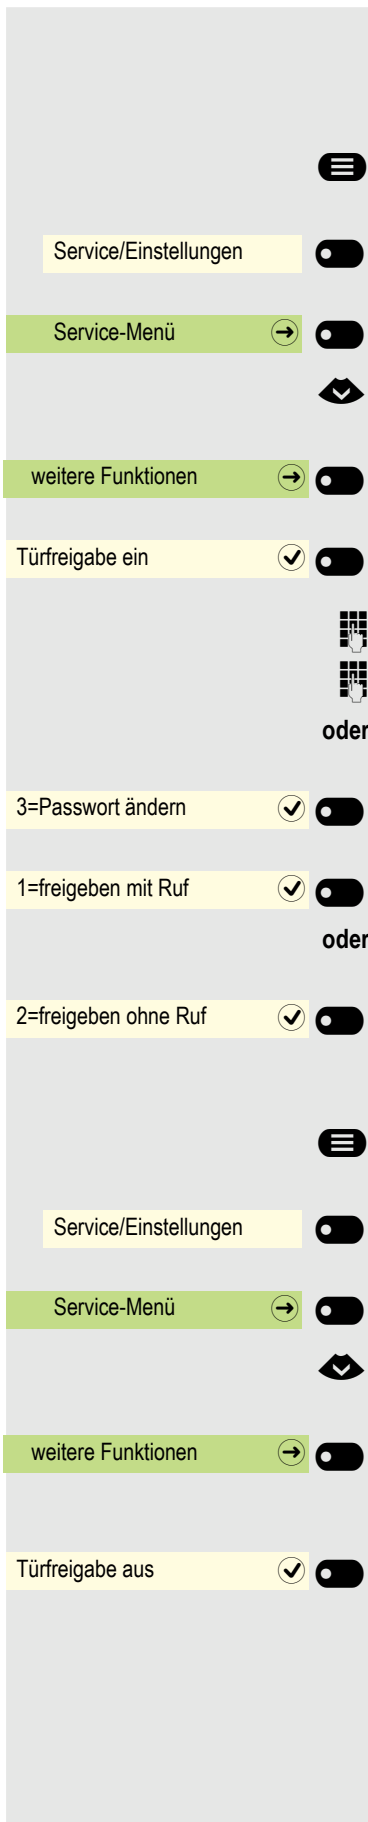 Service/Einstellungen
Service-Menü
weitere Funktionen
Türfreigabe ein
oder
3=Passwort ändern
1=freigeben mit Ruf
oder
2=freigeben ohne Ruf
Service/Einstellungen
Service-Menü
weitere Funktionen
Türfreigabe aus